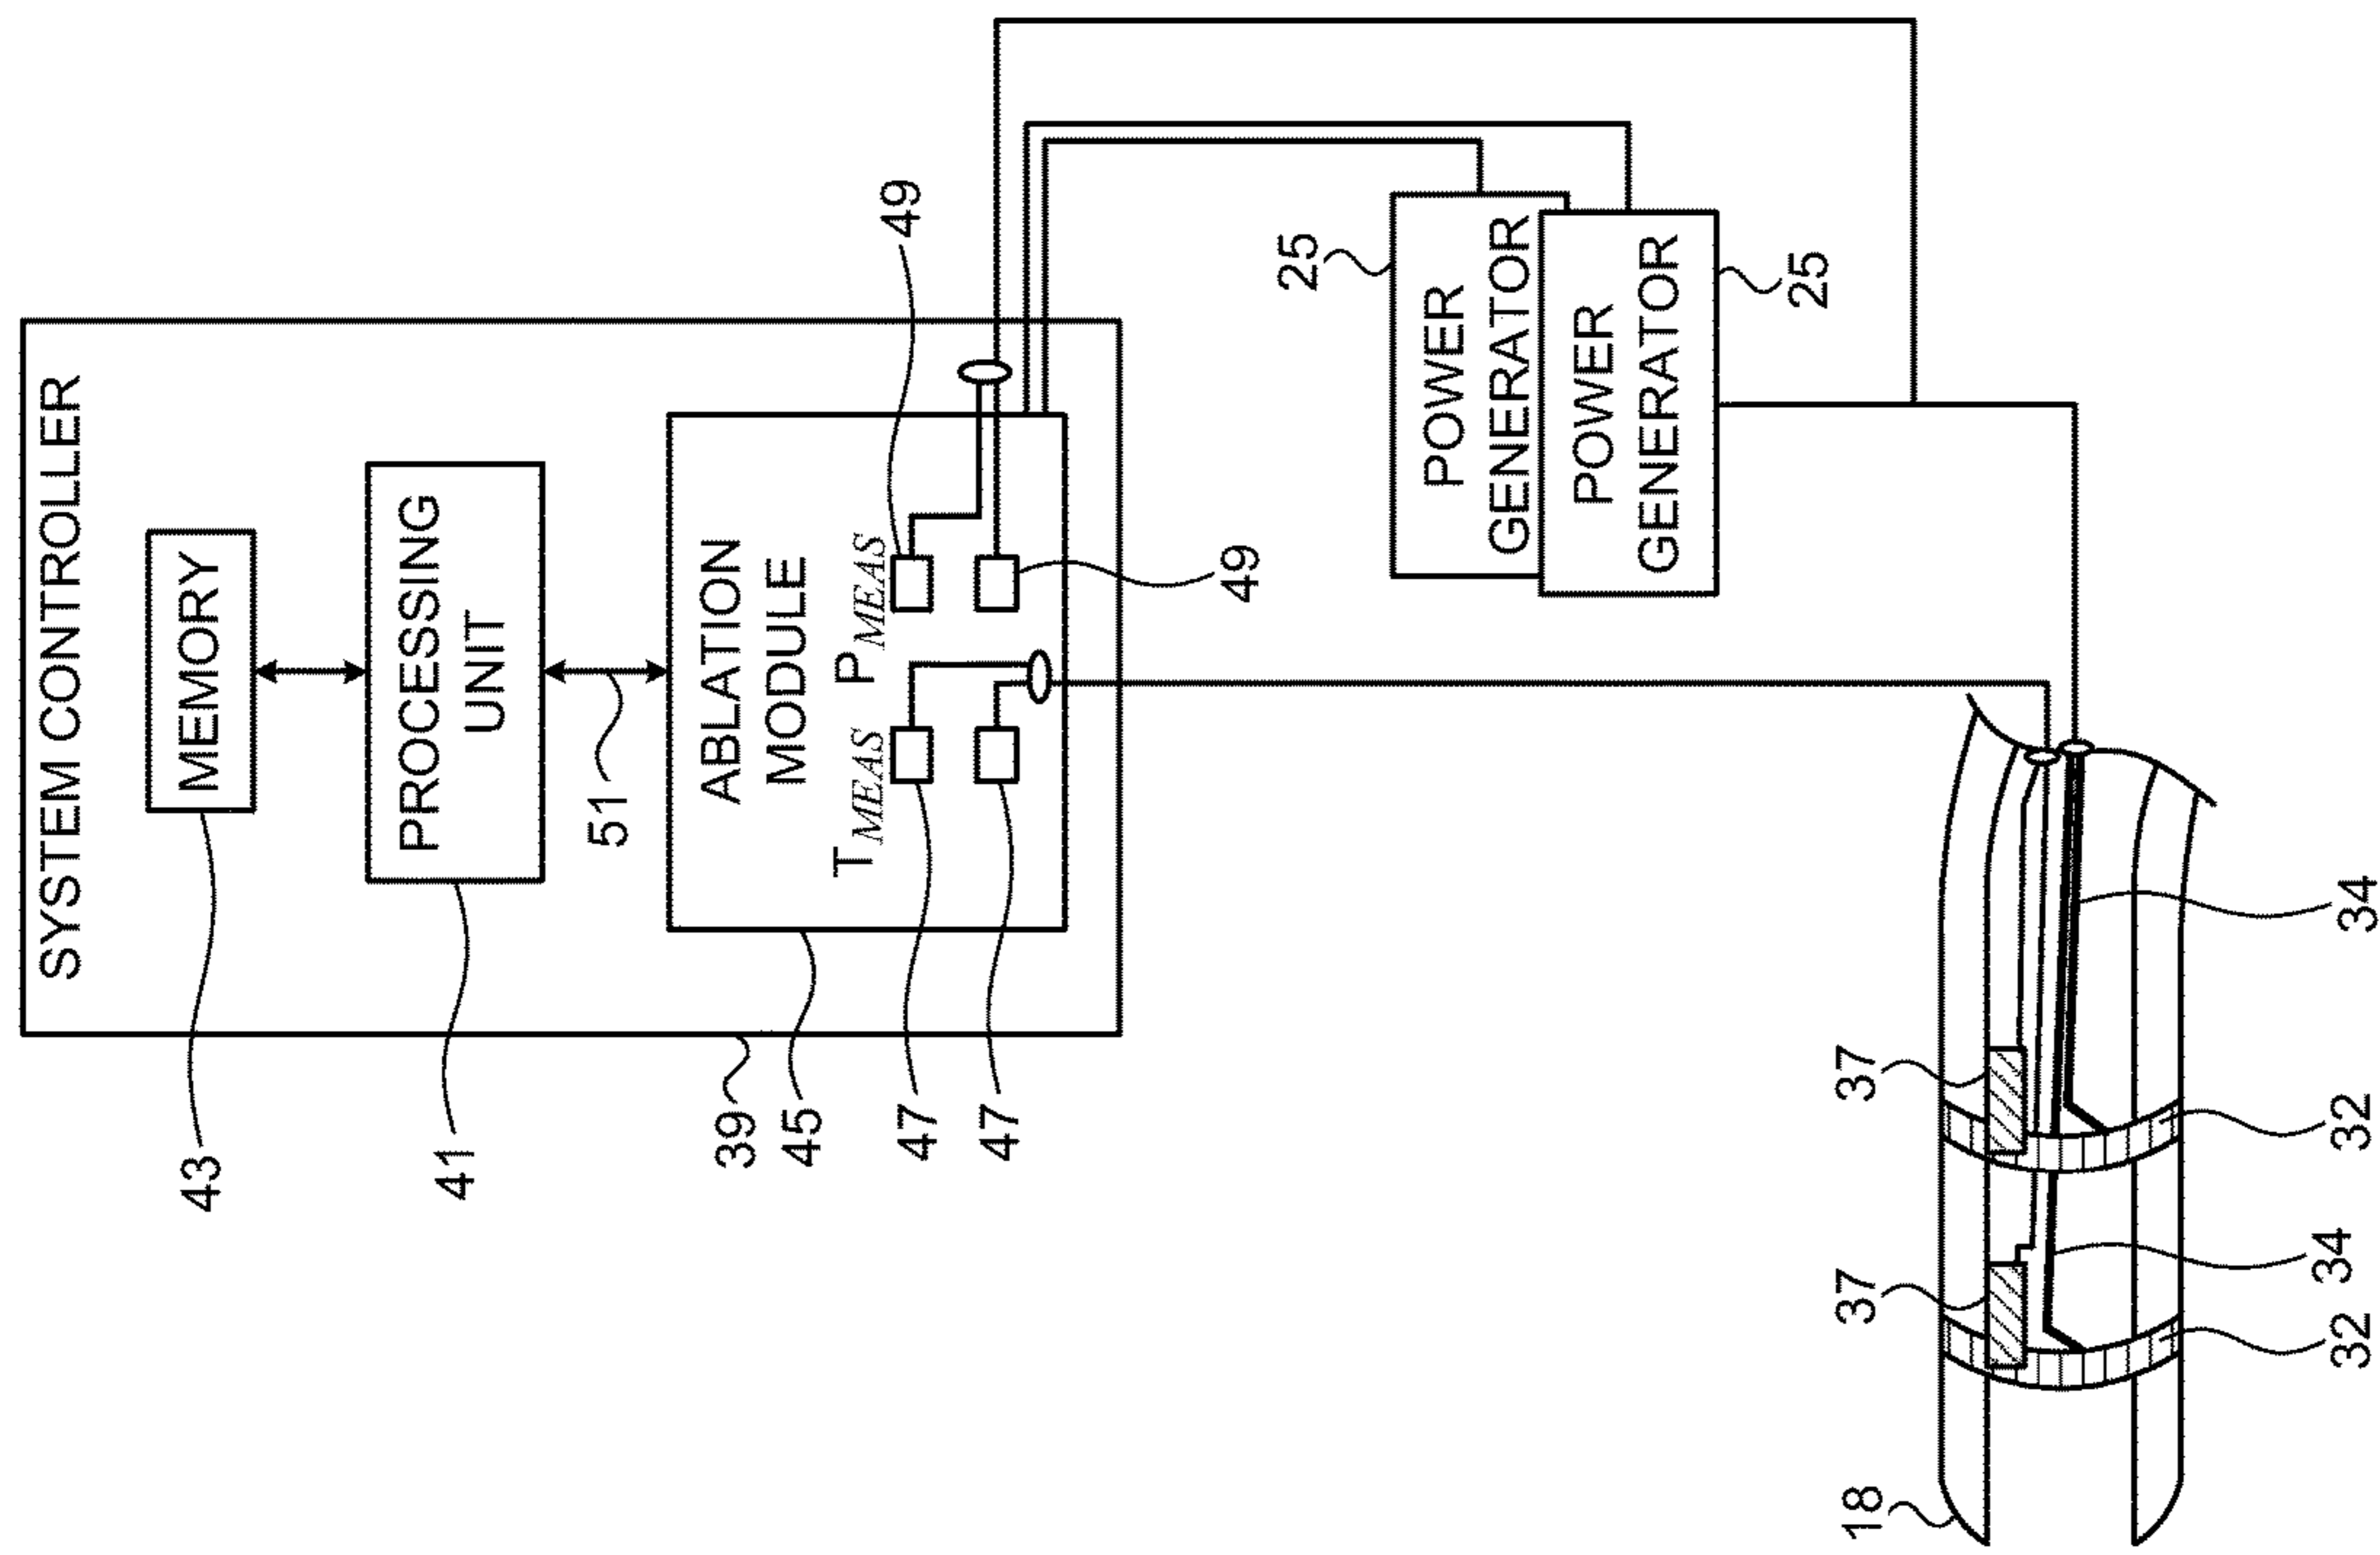 SYSTEM CONTROLLER
MEMORY
43
PROCESSING
UNIT
41
51
ABLATION
MODULE
T_MEAS P_MEAS
39
45
47
47
49
49
25
POWER
GENERATOR
POWER
GENERATOR
25
37
37
34
34
32
32
18